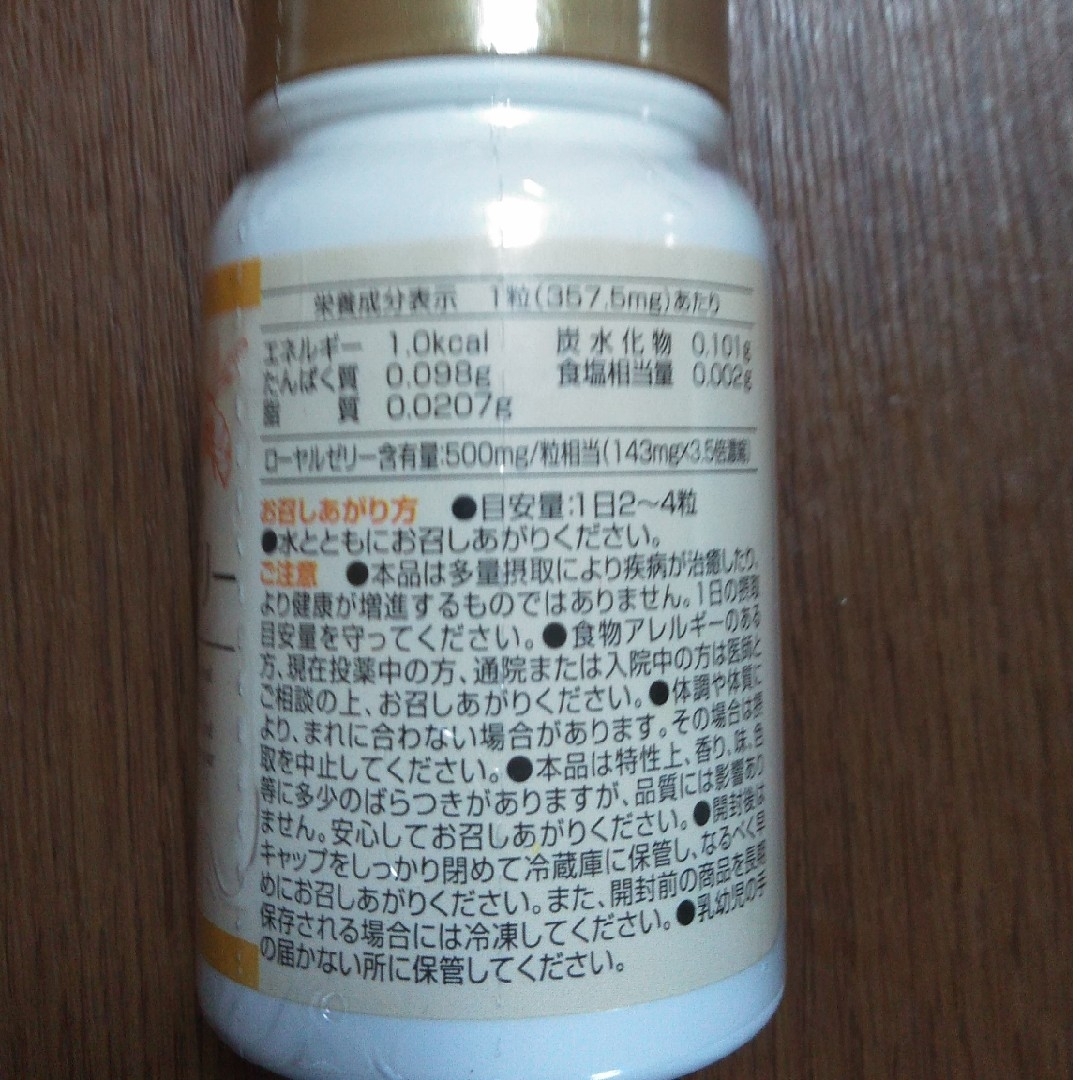 栄養成分表示 1粒(357.5mg)あたり
エネルギー 1.0kcal 炭水化物 0.101g
たんぱく質 0.098g 食塩相当量 0.002g
脂質 0.0207g
ローヤルゼリー含有量:500mg/粒相当(143mg×3.5倍濃縮)
お召しあがり方 ●目安量:1日2〜4粒
●水とともにお召しあがりください。
ご注意 ●本品は多量摂取により疾病が治癒したり、
より健康が増進するものではありません。1日の摂取
目安量を守ってください。●食物アレルギーのある
方、現在投薬中の方、通院または入院中の方は医師と
ご相談の上、お召しあがりください。●体調や体質に
より、まれに合わない場合があります。その場合は摂
取を中止してください。●本品は特性上、香り、味、色
等に多少のばらつきがありますが、品質には影響あり
ません。安心してお召しあがりください。●開封後は
キャップをしっかり閉めて冷蔵庫に保管し、なるべく早
めにお召しあがりください。また、開封前の商品を長期
保存される場合には冷凍してください。●乳幼児の手
の届かない所に保管してください。
リー